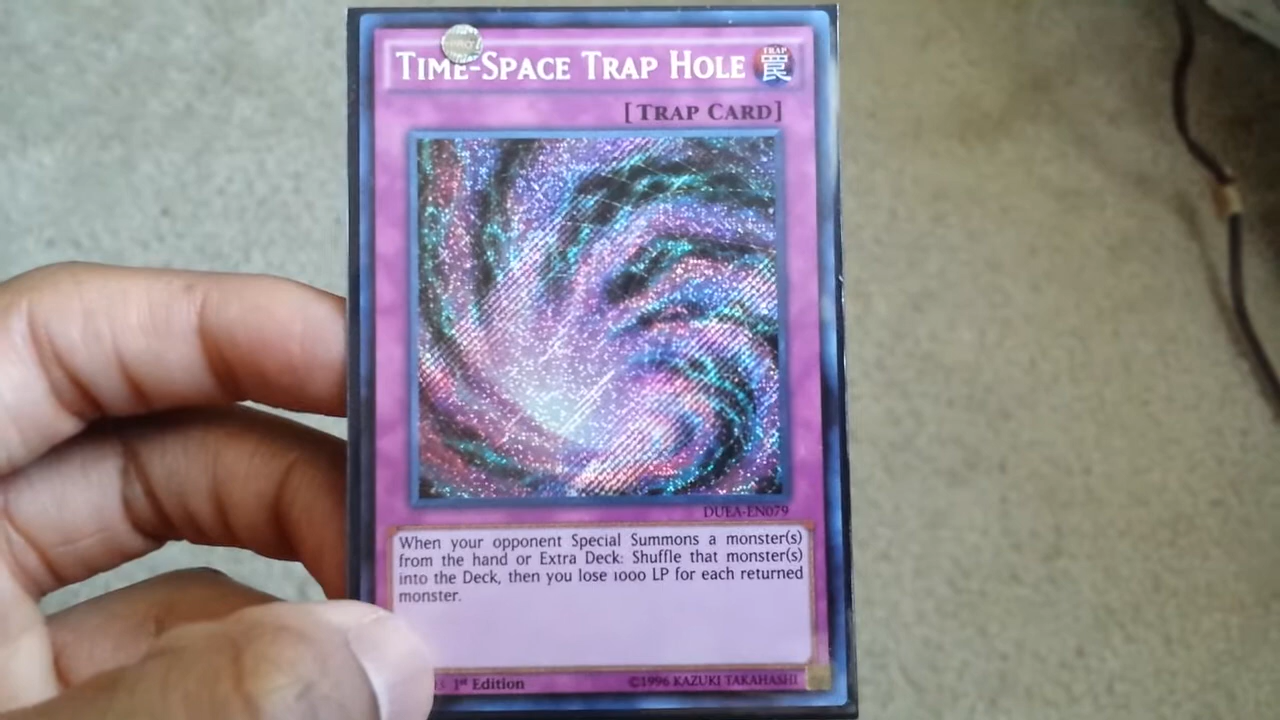 TIME-SPACE TRAP HOLE
TRAP
罠
[TRAP CARD]
DUEA-EN079
When your opponent Special Summons a monster(s)
from the hand or Extra Deck: Shuffle that monster(s)
into the Deck, then you lose 1000 LP for each returned
monster.
1st Edition
©1996 KAZUKI TAKAHASHI